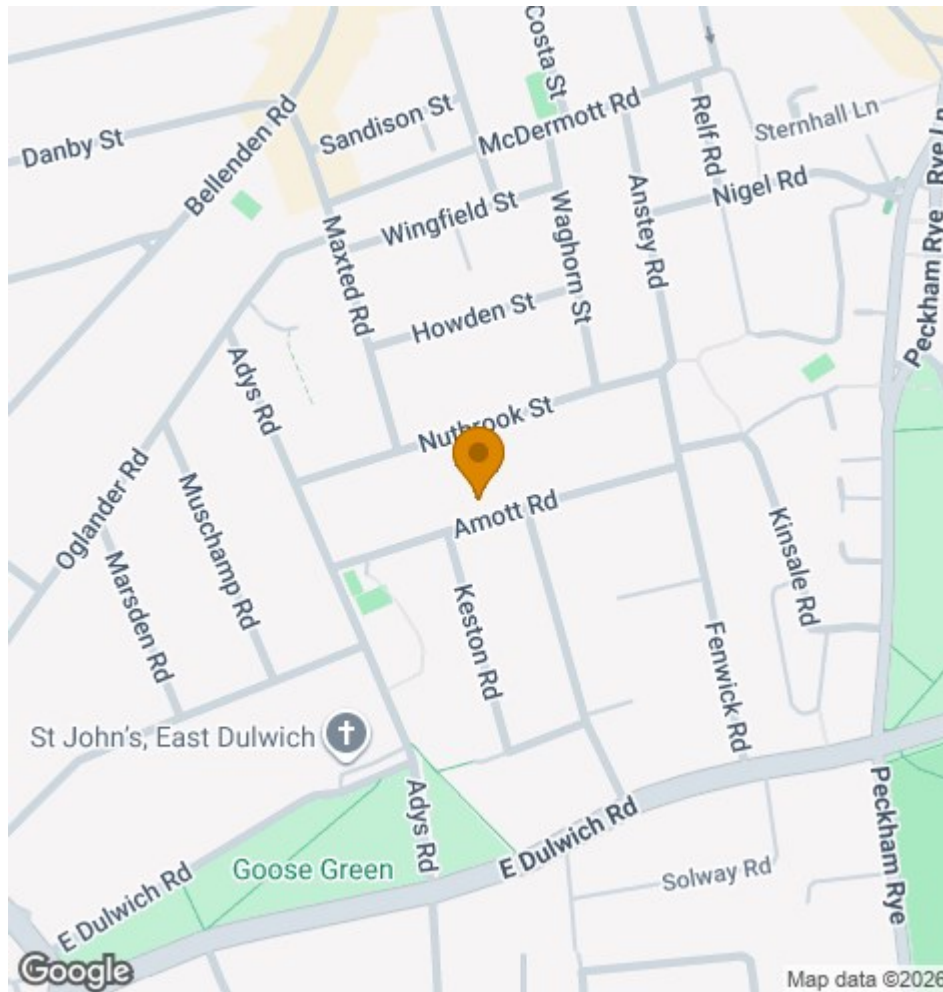 Costa St
Sandison St
McDermott Rd
Relf Rd
Sternhall Ln
Danby St
Bellenden Rd
Rye Ln
Nigel Rd
Anstey Rd
Wingfield St
Waghorn St
Maxted Rd
Peckham Rye
Howden St
Adys Rd
Nutbrook St
Oglander Rd
Muschamp Rd
Amott Rd
Kinsale Rd
Marsden Rd
Keston Rd
Fenwick Rd
St John's, East Dulwich
Adys Rd
E Dulwich Rd
Peckham Rye
Goose Green
Solway Rd
E Dulwich Rd
Google
Map data ©2026